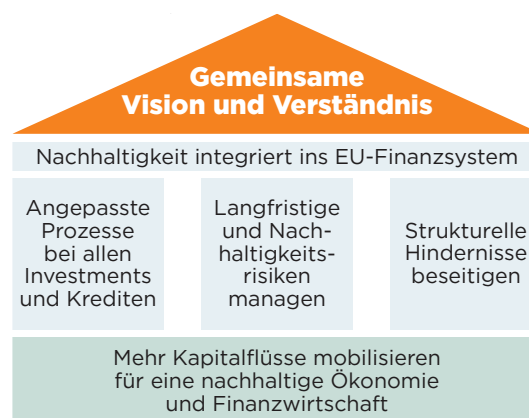 Gemeinsame
Vision und Verständnis
Nachhaltigkeit integriert ins EU-Finanzsystem
Angepasste
Prozesse
bei allen
Investments
und Krediten
Langfristige
und Nach-
haltigkeits-
risiken
managen
Strukturelle
Hindernisse
beseitigen
Mehr Kapitalflüsse mobilisieren
für eine nachhaltige Ökonomie
und Finanzwirtschaft